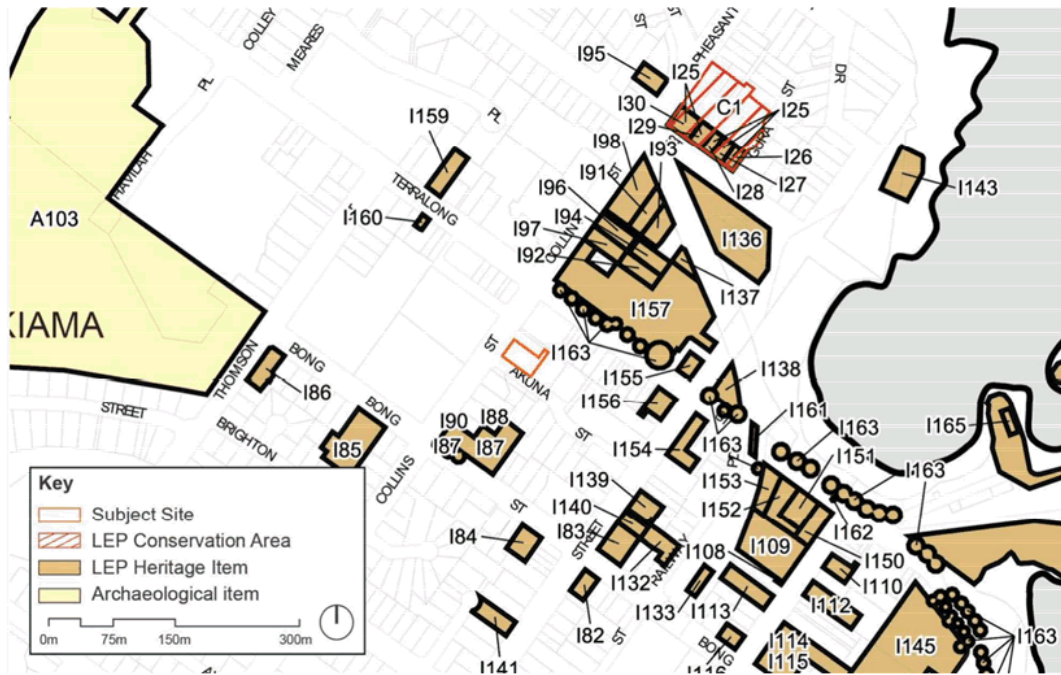 COLLEY
MEARES
PL
ST
ST
PHEASANT
DR
ST
I95
I25
C1
I25
I30
I29
I98
I93
I26
I27
I28
I159
PL
I91
ST
I96
I94
I97
I92
COLLINS
I143
HAVILAH
TERRALONG
I160
A103
I136
I137
I157
KIAMA
I163
ST
AKUNA
I155
I138
THOMSON
BONG
I86
I156
I161
I163
I165
STREET
BRIGHTON
BONG
I85
COLLINS
I90
I88
I87
I87
ST
I154
I163
I151
I163
I153
I152
I139
I140
I83
STREET
I162
ST
I84
I108
I109
I150
I132
RAILWAY
I110
I133
I113
I112
I82
ST
I141
I116
BONG
I114
I115
I145
I163
Key
Subject Site
LEP Conservation Area
LEP Heritage Item
Archaeological item
0m 75m 150m 300m